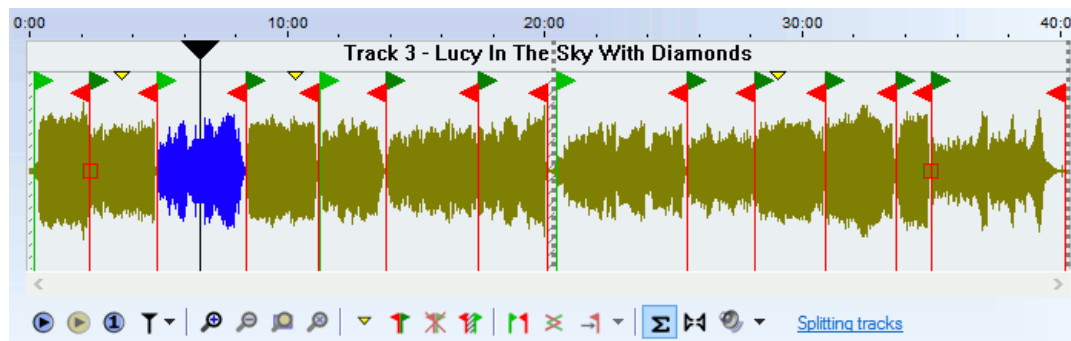 0:00 10:00 20:00 30:00 40:0
Track 3 - Lucy In The Sky With Diamonds
1 Σ Splitting tracks